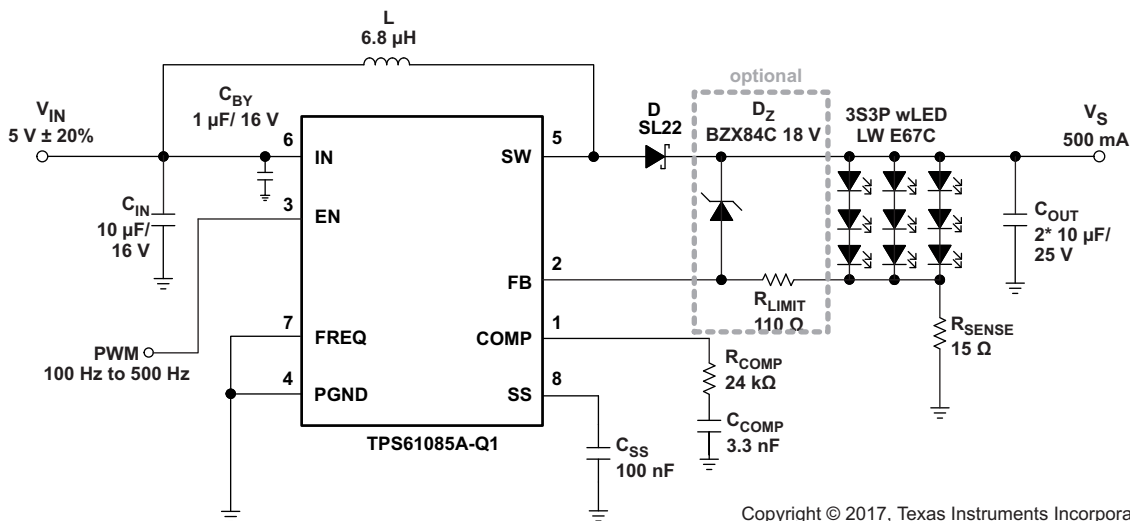 L
6.8 µH
optional
VIN
5 V ± 20%
CBY
1 µF/ 16 V
D
SL22
DZ
BZX84C 18 V
3S3P wLED
LW E67C
VS
500 mA
6
IN
5
SW
CIN
10 µF/
16 V
3
EN
COUT
2* 10 µF/
25 V
2
FB
RLIMIT
110 Ω
RSENSE
15 Ω
7
FREQ
1
COMP
PWM
100 Hz to 500 Hz
RCOMP
24 kΩ
4
PGND
8
SS
CCOMP
3.3 nF
TPS61085A-Q1
CSS
100 nF
Copyright © 2017, Texas Instruments Incorpora